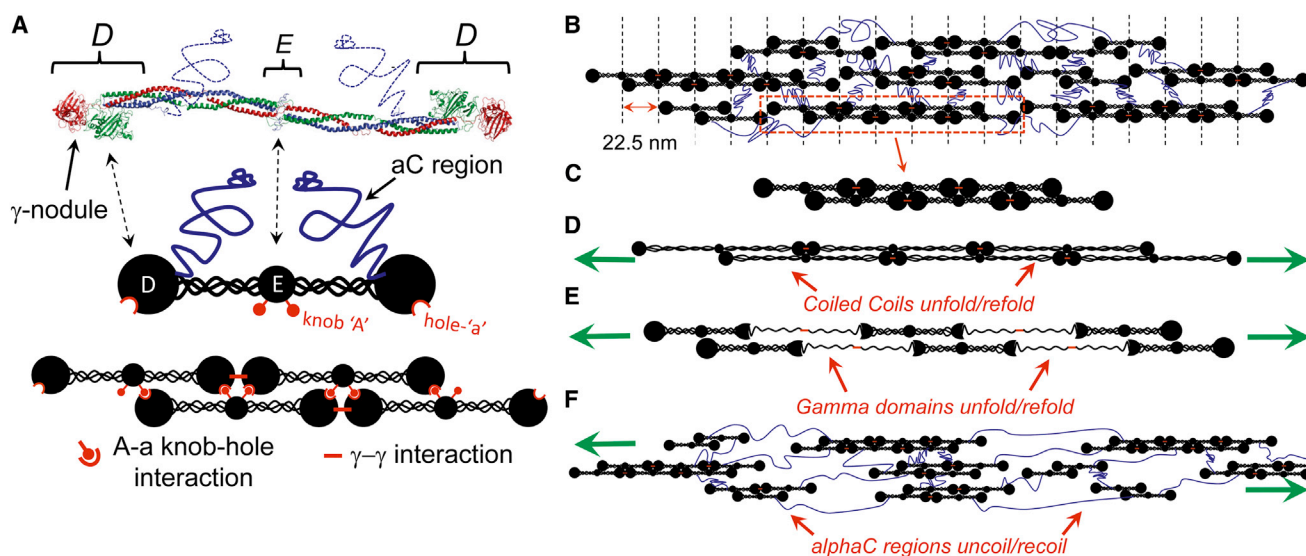 A
D
E
D
γ-nodule
aC region
D
E
knob 'A'
hole-'a'
A-a knob-hole
interaction
γ–γ interaction
B
22.5 nm
C
D
Coiled Coils unfold/refold
E
Gamma domains unfold/refold
F
alphaC regions uncoil/recoil